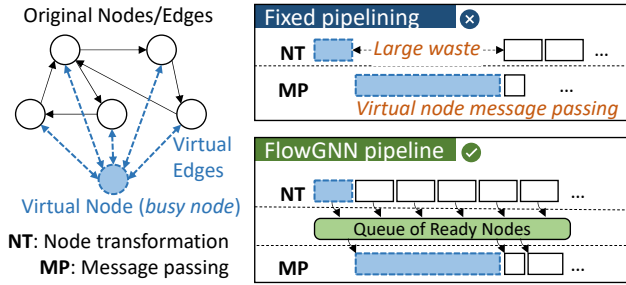 Original Nodes/Edges
Virtual
Edges
Virtual Node (busy node)
NT: Node transformation
MP: Message passing
Fixed pipelining
NT
Large waste
...
MP
...
Virtual node message passing
FlowGNN pipeline
NT
...
Queue of Ready Nodes
MP
...